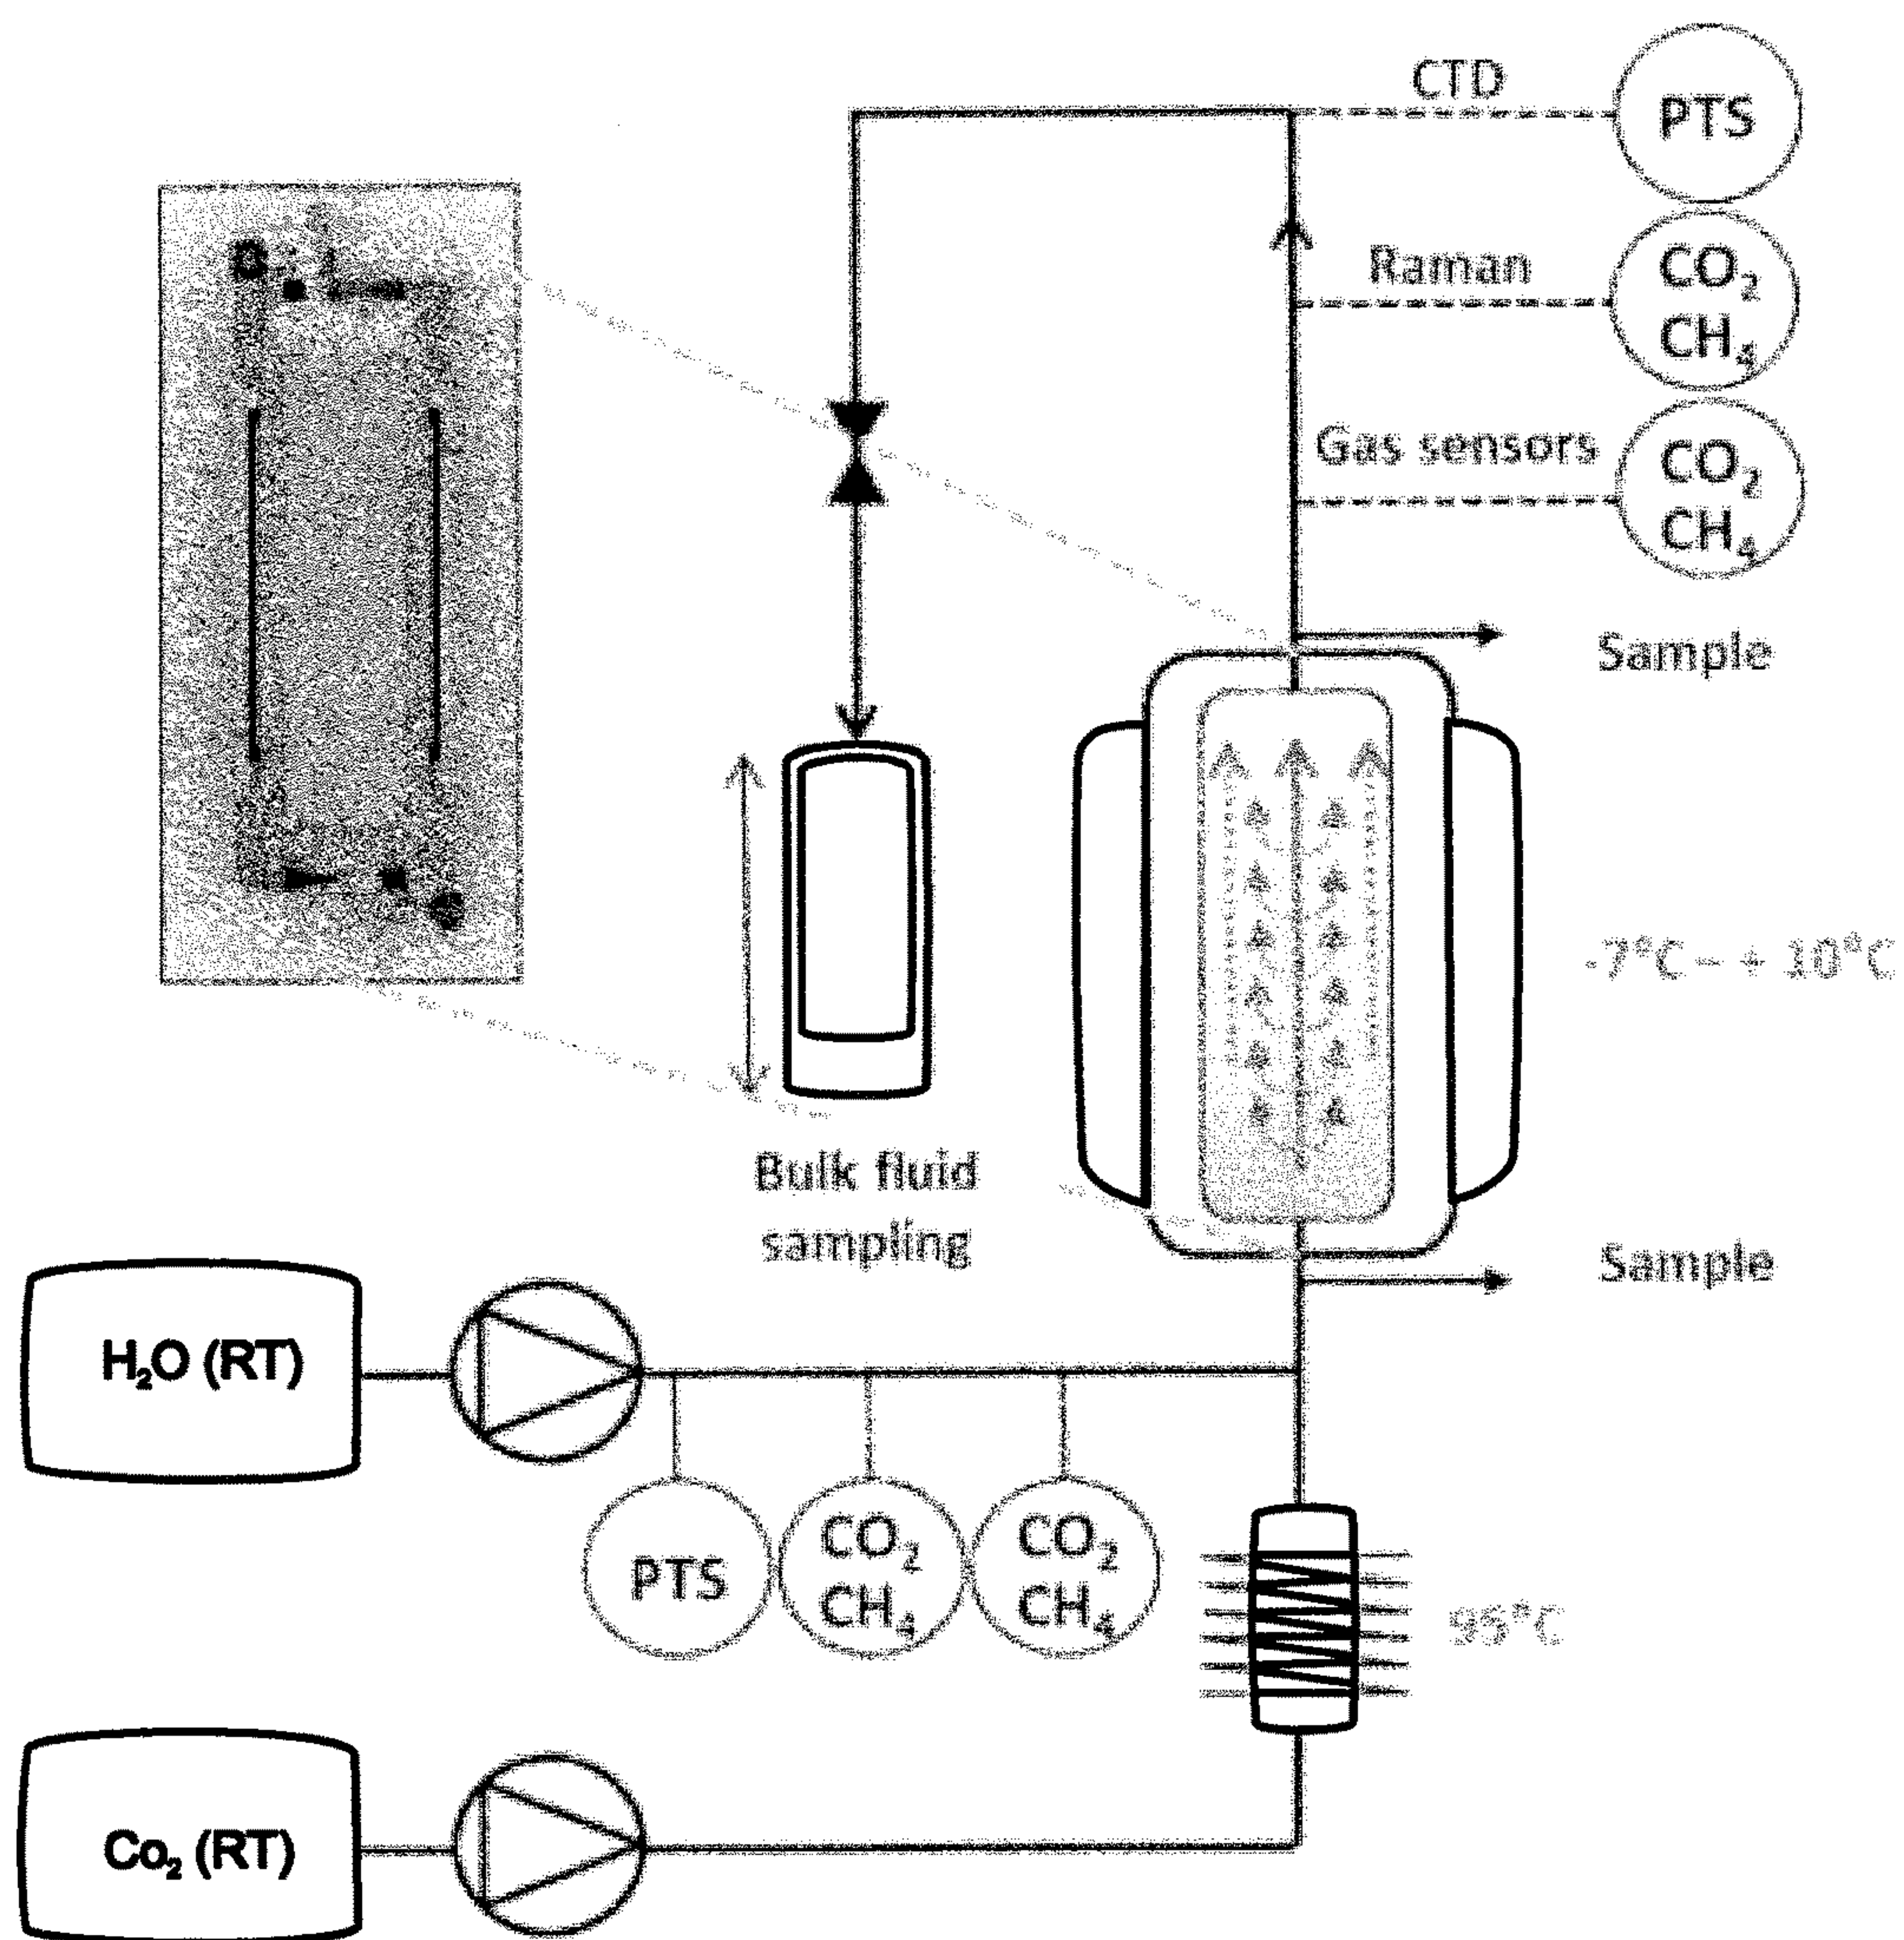 CTD
PTS
Raman
CO₂
CH₄
Gas sensors
CO₂
CH₄
Sample
-7°C – + 10°C
Bulk fluid
sampling
Sample
H₂O (RT)
PTS
CO₂
CH₄
CO₂
CH₄
95°C
Co₂ (RT)